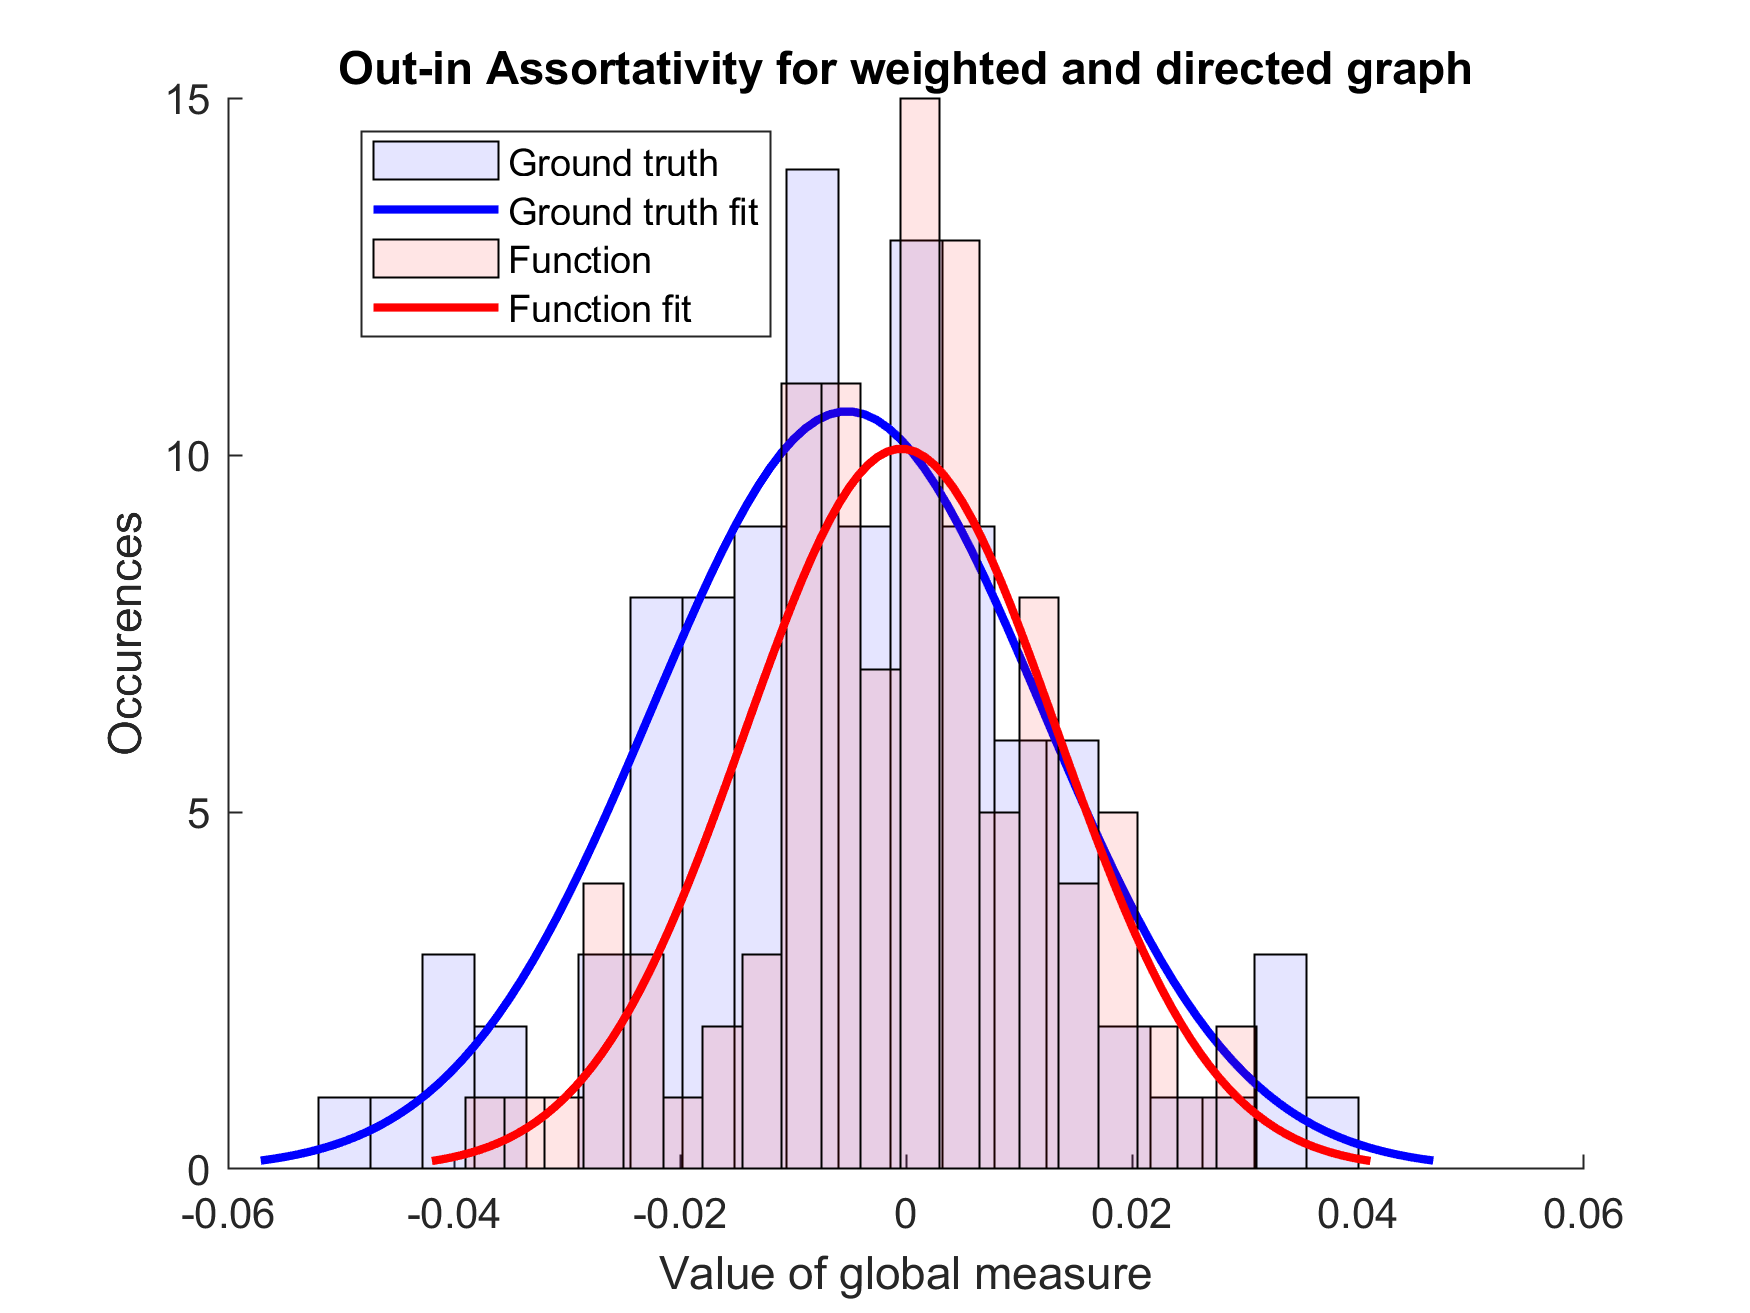 Out-in Assortativity for weighted and directed graph
15
10
5
0
Occurences
Ground truth
Ground truth fit
Function
Function fit
-0.06
-0.04
-0.02
0
0.02
0.04
0.06
Value of global measure